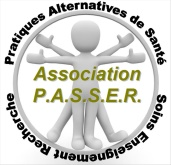 Pratiques Alternatives de Santé
Association
P.A.S.S.E.R.
Soins Enseignement Recherche